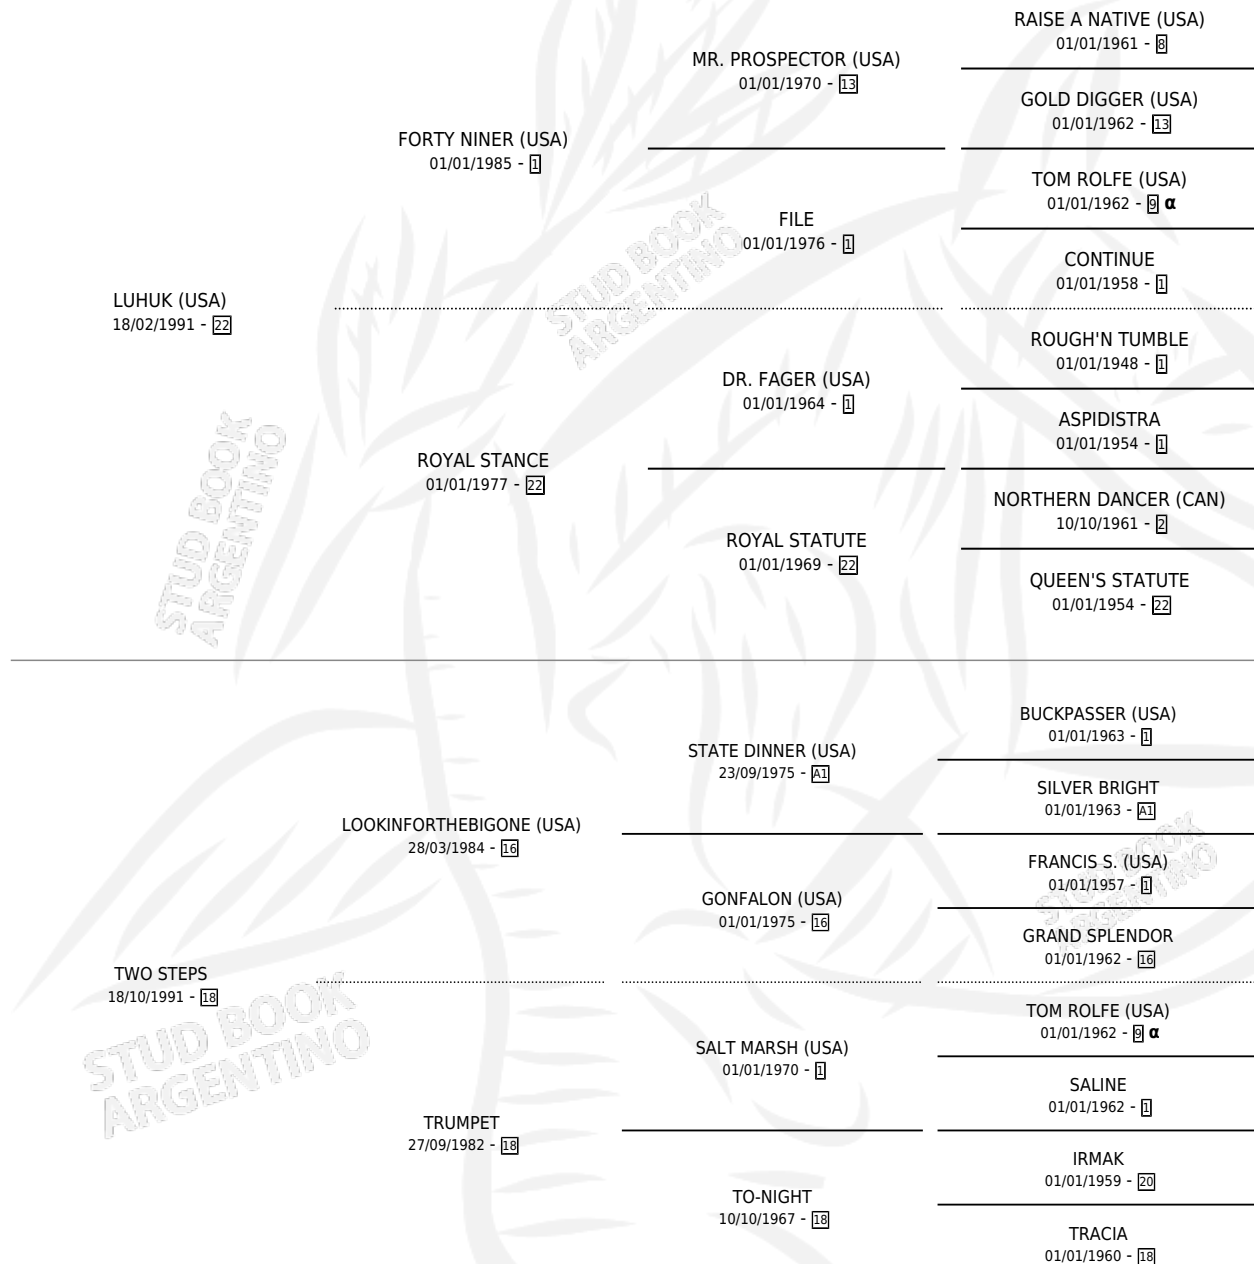 RAISE A NATIVE (USA)
01/01/1961 - 8
MR. PROSPECTOR (USA)
01/01/1970 - 13
GOLD DIGGER (USA)
01/01/1962 - 13
FORTY NINER (USA)
01/01/1985 - 1
TOM ROLFE (USA)
01/01/1962 - 9 α
FILE
01/01/1976 - 1
CONTINUE
01/01/1958 - 1
LUHUK (USA)
18/02/1991 - 22
ROUGH'N TUMBLE
01/01/1948 - 1
DR. FAGER (USA)
01/01/1964 - 1
ASPIDISTRA
01/01/1954 - 1
ROYAL STANCE
01/01/1977 - 22
NORTHERN DANCER (CAN)
10/10/1961 - 2
ROYAL STATUTE
01/01/1969 - 22
QUEEN'S STATUTE
01/01/1954 - 22
BUCKPASSER (USA)
01/01/1963 - 1
STATE DINNER (USA)
23/09/1975 - A1
SILVER BRIGHT
01/01/1963 - A1
LOOKINFORTHEBIGONE (USA)
28/03/1984 - 16
FRANCIS S. (USA)
01/01/1957 - 1
GONFALON (USA)
01/01/1975 - 16
GRAND SPLENDOR
01/01/1962 - 16
TWO STEPS
18/10/1991 - 18
TOM ROLFE (USA)
01/01/1962 - 9 α
SALT MARSH (USA)
01/01/1970 - 1
SALINE
01/01/1962 - 1
TRUMPET
27/09/1982 - 18
IRMAK
01/01/1959 - 20
TO-NIGHT
10/10/1967 - 18
TRACIA
01/01/1960 - 18
STUD BOOK
ARGENTINO
STUD BOOK
ARGENTINO
STUD BOOK
ARGENTINO
STUD BOOK
ARGENTINO